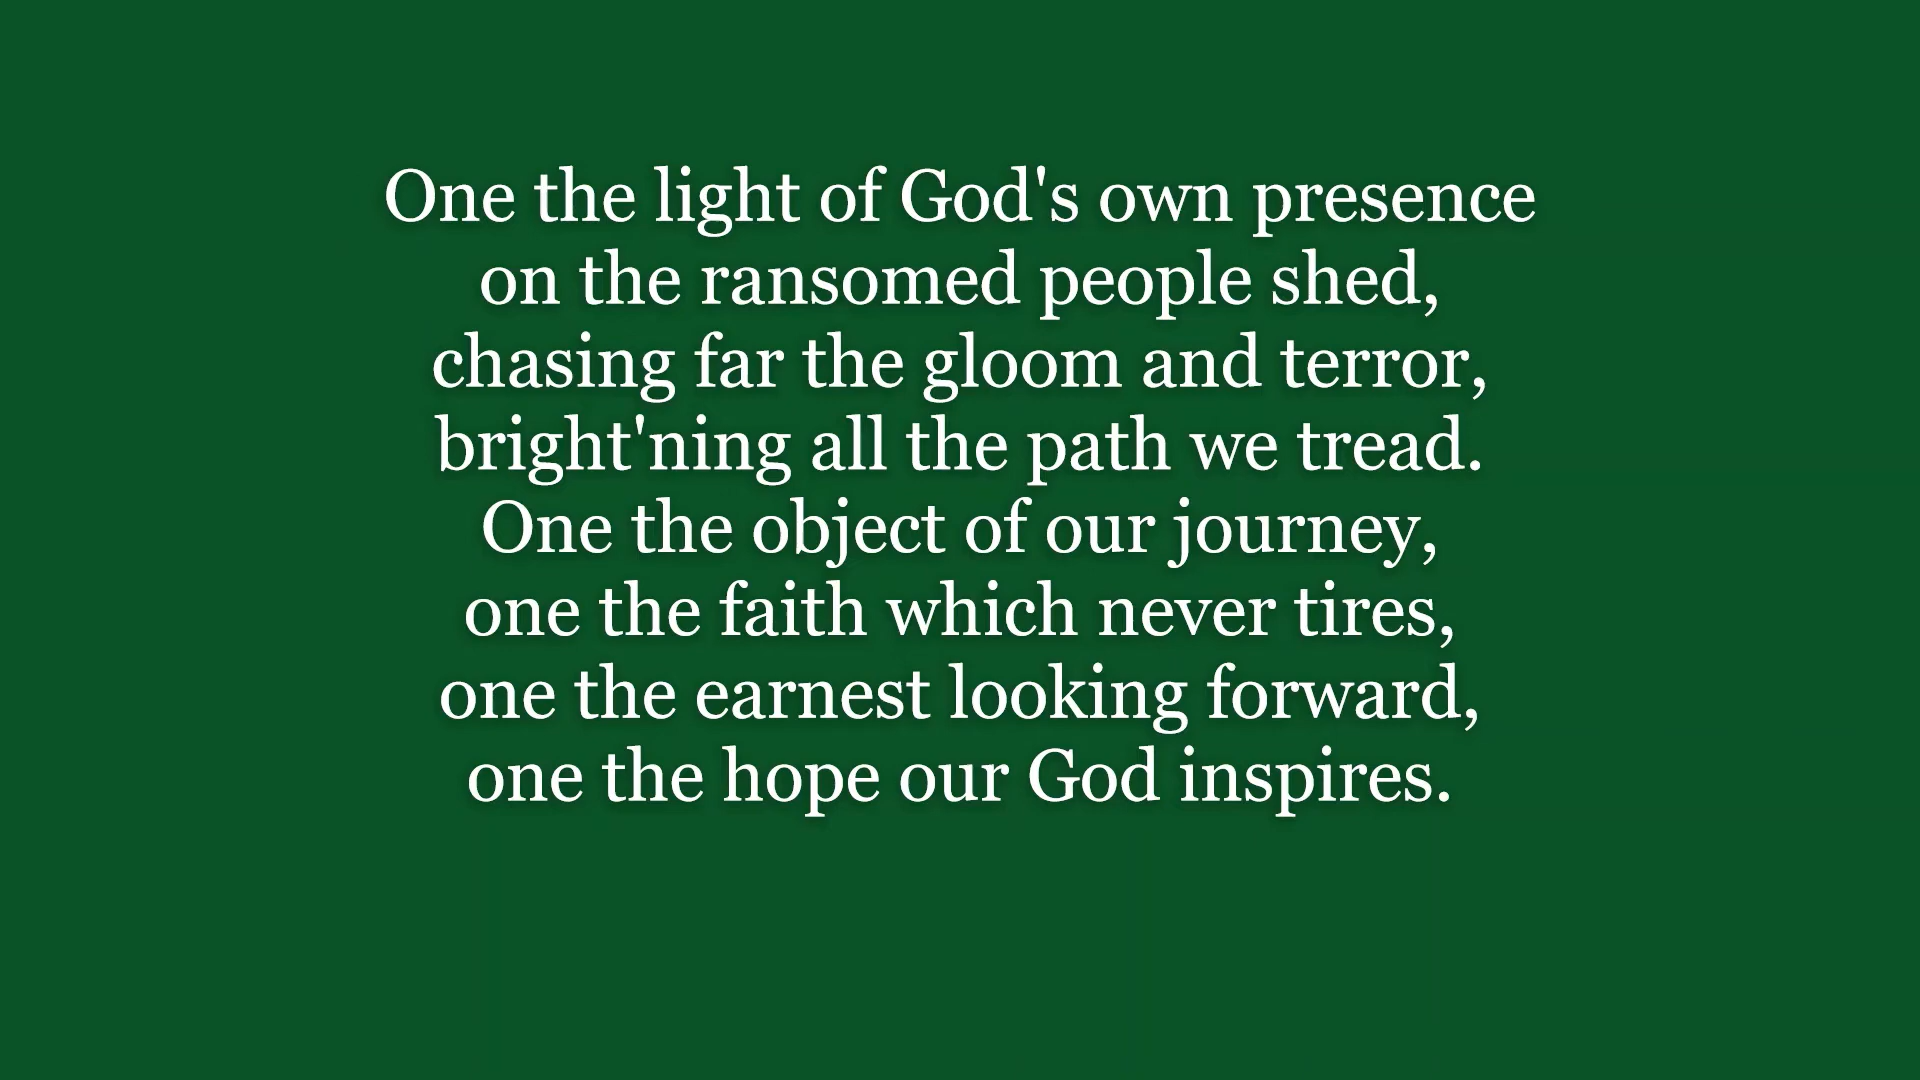 One the light of God's own presence
on the ransomed people shed,
chasing far the gloom and terror,
bright'ning all the path we tread.
One the object of our journey,
one the faith which never tires,
one the earnest looking forward,
one the hope our God inspires.